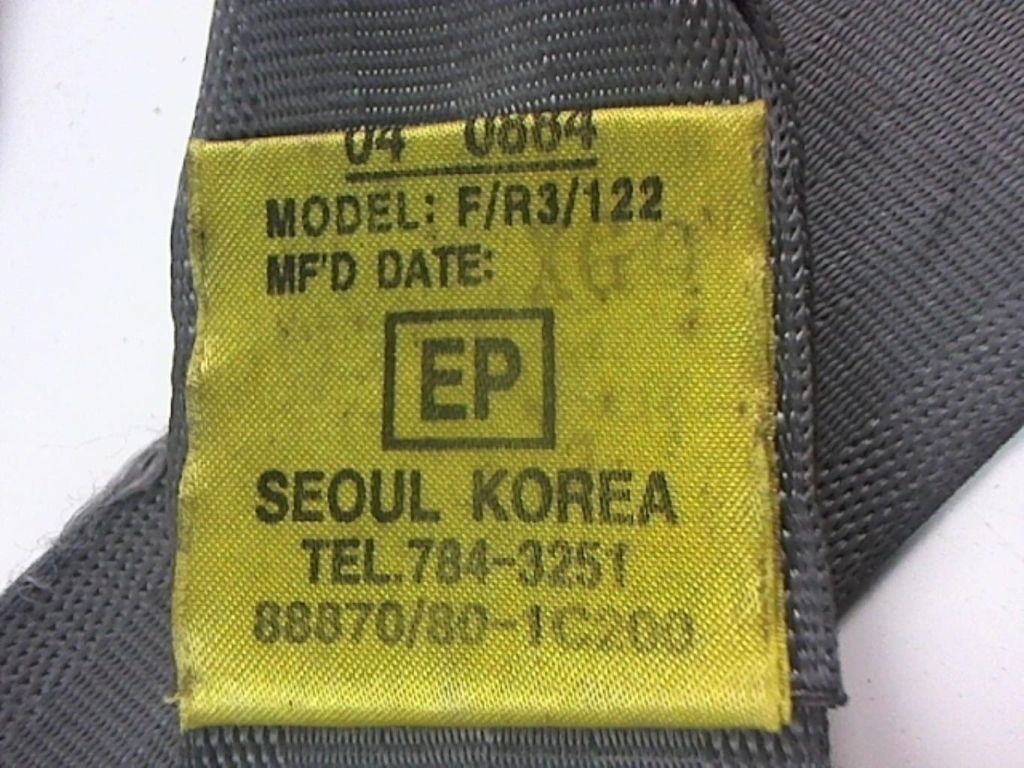 04 0884
MODEL: F/R3/122
MF'D DATE:
EP
SEOUL KOREA
TEL.784-3251
88870/80-1C200